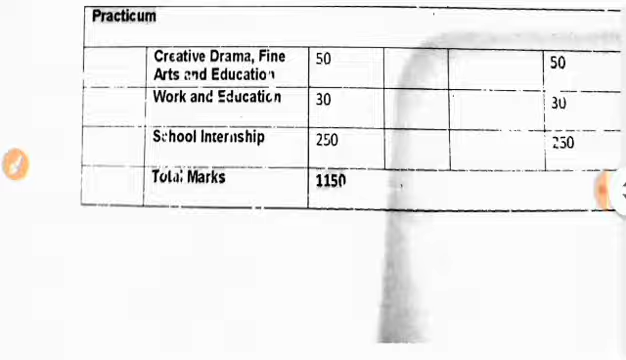 Practicum
Creative Drama, Fine
Arts and Education
50
50
Work and Education
30
30
School Internship
250
250
Total Marks
1150